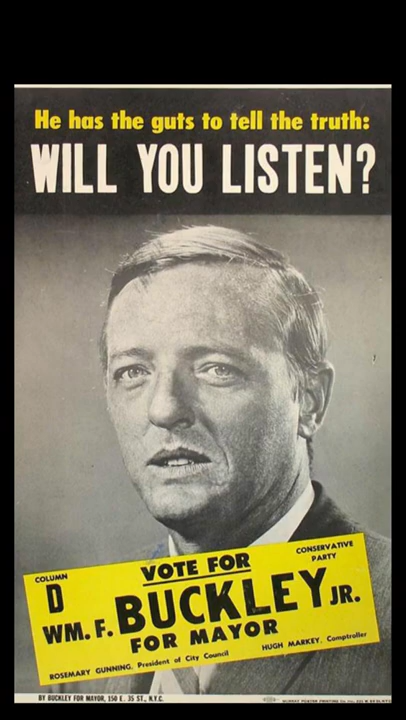 He has the guts to tell the truth:
WILL YOU LISTEN?
COLUMN
D
VOTE FOR
CONSERVATIVE
PARTY
WM. F. BUCKLEY JR.
FOR MAYOR
ROSEMARY GUNNING, President of City Council
HUGH MARKEY, Comptroller
BY BUCKLEY FOR MAYOR, 150 E. 35 ST., N.Y.C.